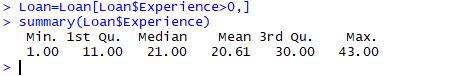 > Loan=Loan[Loan$Experience>0,]
> summary(Loan$Experience)
   Min. 1st Qu.  Median    Mean 3rd Qu.    Max.
   1.00   11.00   21.00   20.61   30.00   43.00
>